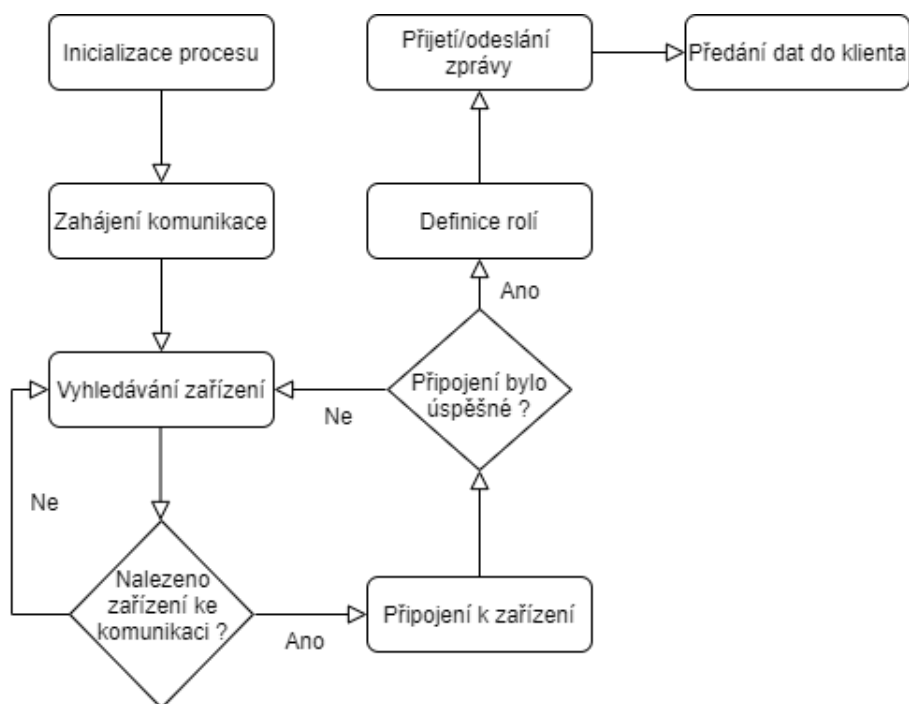 Inicializace procesu
Přijetí/odeslání
zprávy
Předání dat do klienta
Zahájení komunikace
Definice rolí
Ano
Vyhledávání zařízení
Připojení bylo
úspěšné ?
Ne
Ne
Nalezeno
zařízení ke
komunikaci ?
Ano
Připojení k zařízení